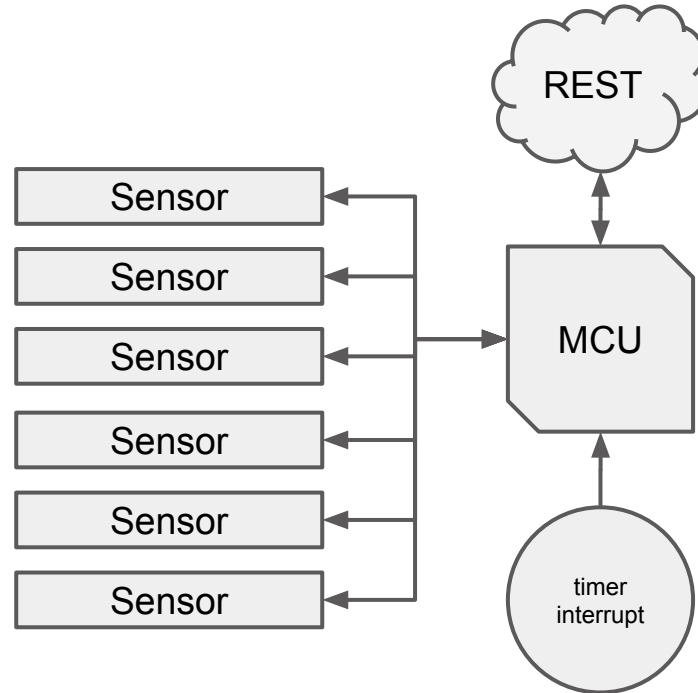 REST
Sensor
Sensor
Sensor
MCU
Sensor
Sensor
Sensor
timer
interrupt